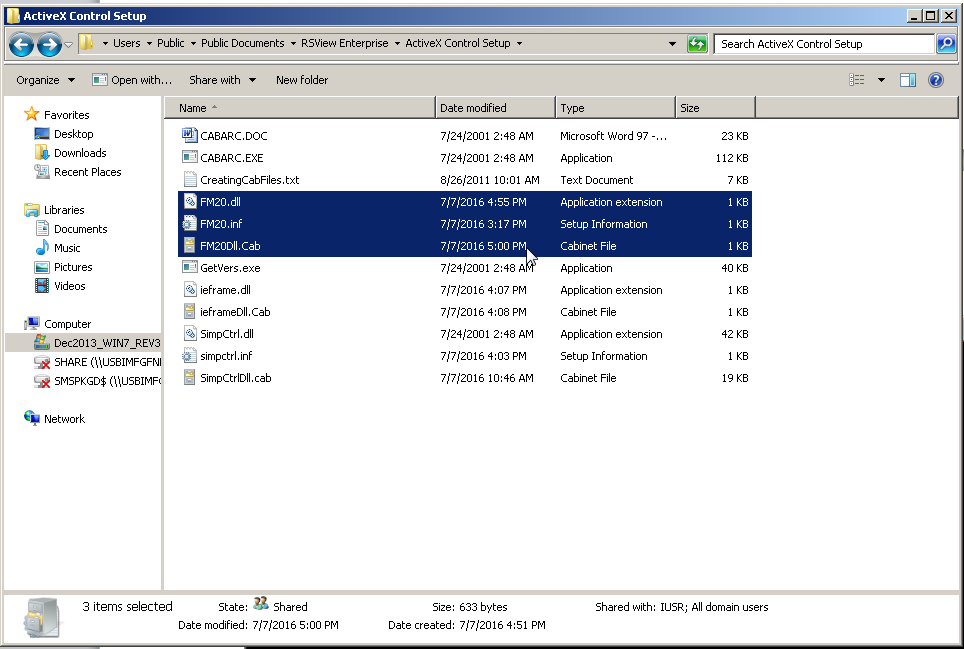 ActiveX Control Setup
Users Public Public Documents RSView Enterprise ActiveX Control Setup Search ActiveX Control Setup
Organize Open with... Share with New folder
Favorites
Desktop
Downloads
Recent Places
Libraries
Documents
Music
Pictures
Videos
Computer
Dec2013_WIN7_REV3
SHARE (\\USBIMFGFN
SMSPKGD$ (\\USBIMFG
Network
Name Date modified Type Size
CABARC.DOC 7/24/2001 2:48 AM Microsoft Word 97 -... 23 KB
CABARC.EXE 7/24/2001 2:48 AM Application 112 KB
CreatingCabFiles.txt 8/26/2011 10:01 AM Text Document 7 KB
FM20.dll 7/7/2016 4:55 PM Application extension 1 KB
FM20.inf 7/7/2016 3:17 PM Setup Information 1 KB
FM20Dll.Cab 7/7/2016 5:00 PM Cabinet File 1 KB
GetVers.exe 7/24/2001 2:48 AM Application 40 KB
ieframe.dll 7/7/2016 4:07 PM Application extension 1 KB
ieframeDll.Cab 7/7/2016 4:08 PM Cabinet File 1 KB
SimpCtrl.dll 7/24/2001 2:48 AM Application extension 42 KB
simpctrl.inf 7/7/2016 4:03 PM Setup Information 1 KB
SimpCtrlDll.cab 7/7/2016 10:46 AM Cabinet File 19 KB
3 items selected State: Shared Size: 633 bytes Shared with: IUSR; All domain users
Date modified: 7/7/2016 5:00 PM Date created: 7/7/2016 4:51 PM